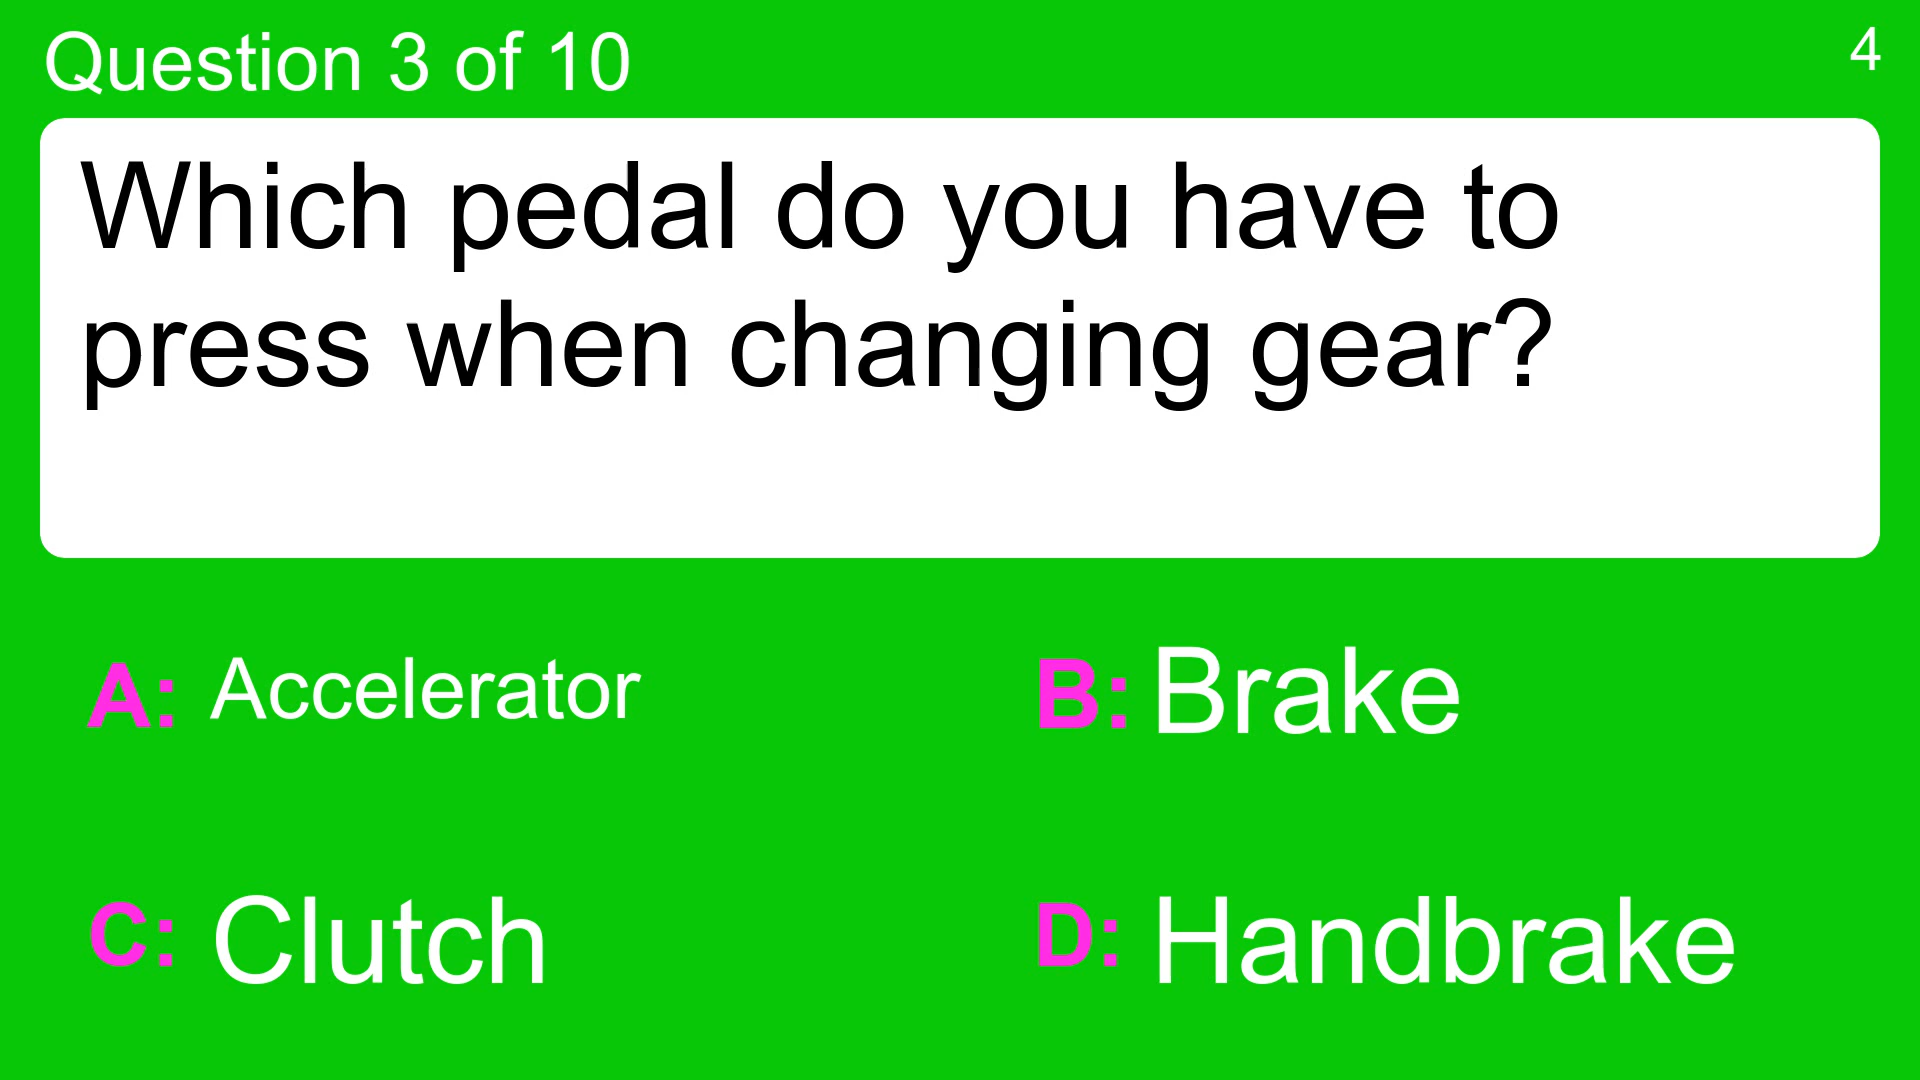 Question 3 of 10
4
Which pedal do you have to
press when changing gear?
A: Accelerator
B: Brake
C: Clutch
D: Handbrake